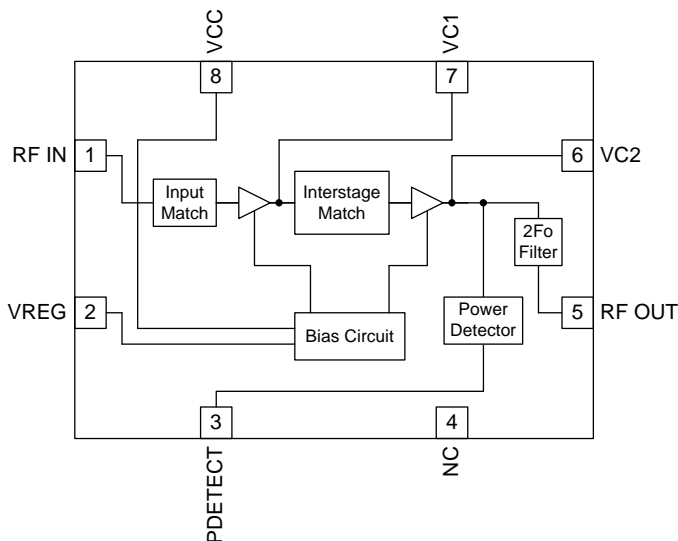 VCC
VC1
8
7
RF IN
1
6
VC2
Input
Match
Interstage
Match
2Fo
Filter
VREG
2
Bias Circuit
Power
Detector
5
RF OUT
3
4
PDETECT
NC